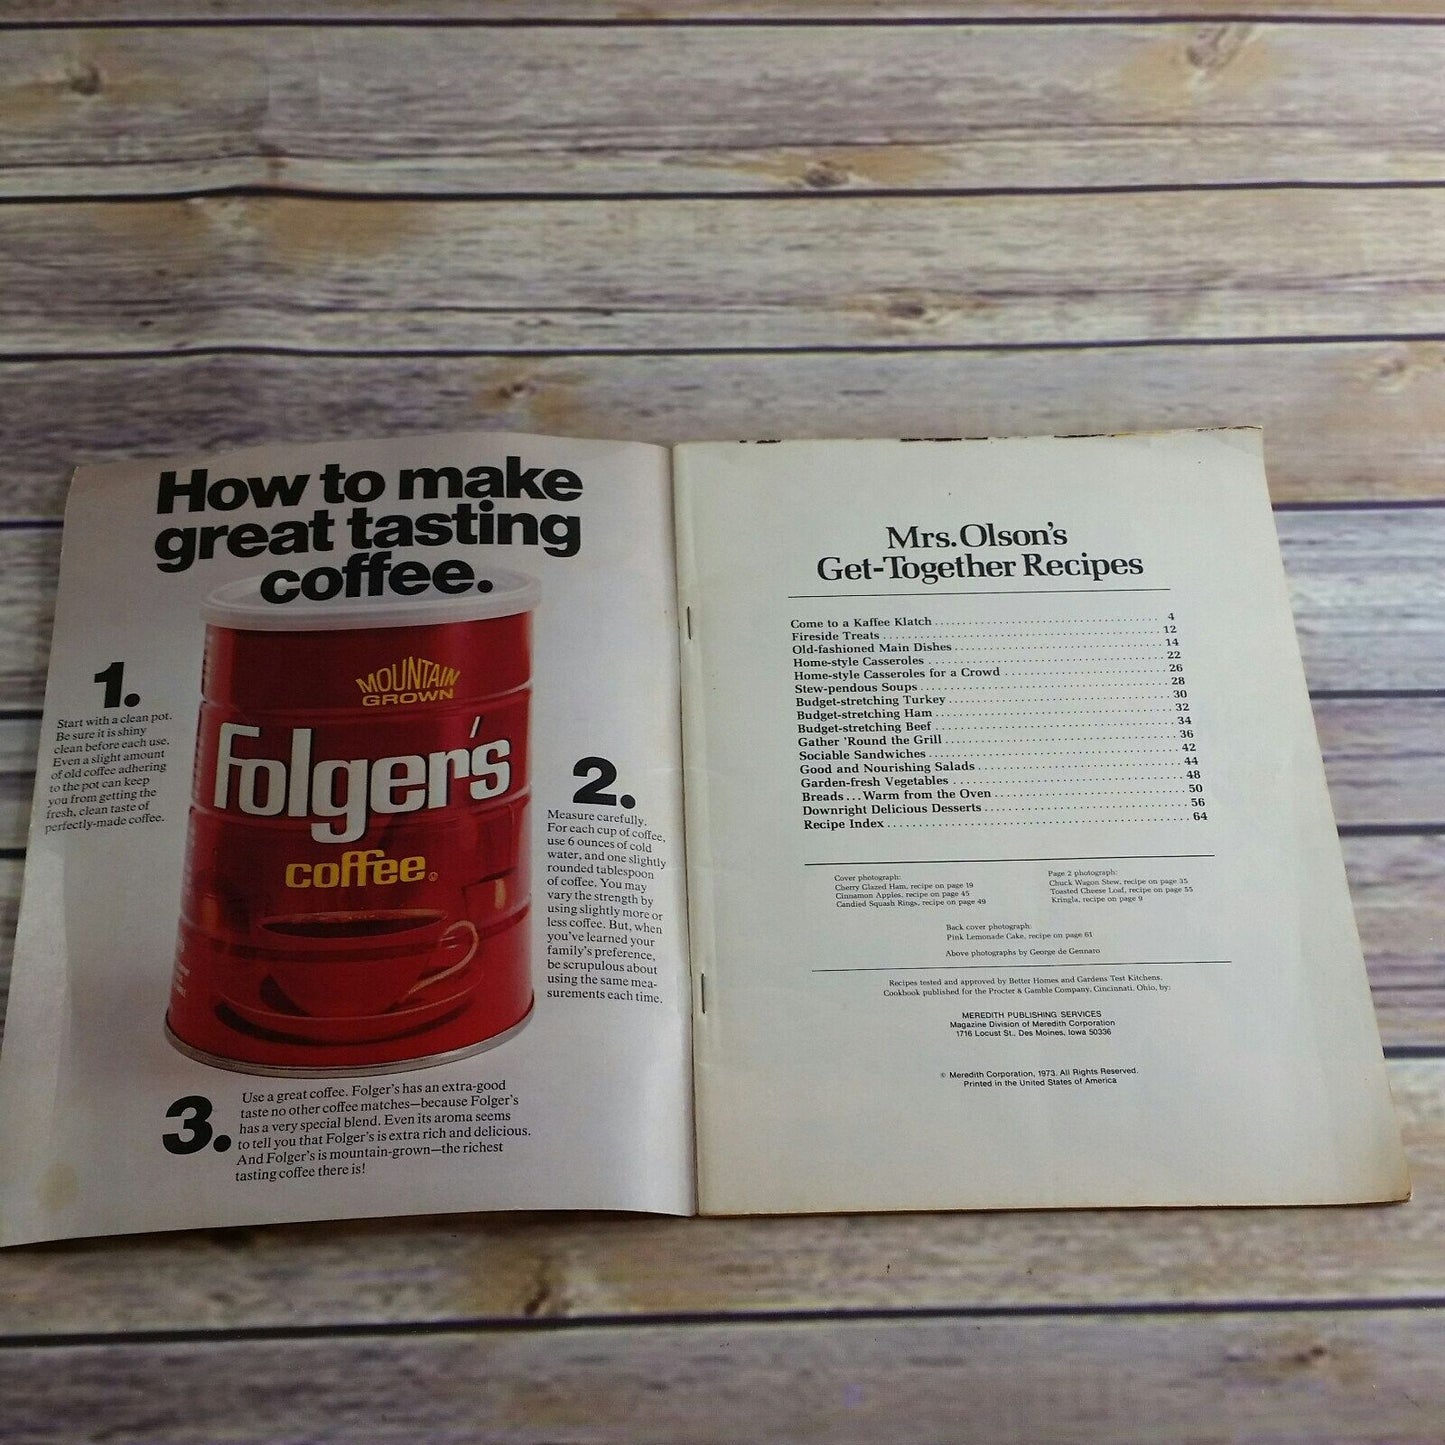 How to make
great tasting
coffee.
1.
Start with a clean pot.
Be sure it is shiny
clean before each use.
Even a slight amount
of old coffee adhering
to the pot can keep
you from getting the
fresh, clean taste of
perfectly-made coffee.
MOUNTAIN
GROWN
Folger's
coffee®
2.
Measure carefully.
For each cup of coffee,
use 6 ounces of cold
water, and one slightly
rounded tablespoon
of coffee. You may
vary the strength by
using slightly more or
less coffee. But, when
you've learned your
family's preference,
be scrupulous about
using the same mea-
surements each time.
3.
Use a great coffee. Folger's has an extra-good
taste no other coffee matches—because Folger's
has a very special blend. Even its aroma seems
to tell you that Folger's is extra rich and delicious.
And Folger's is mountain-grown—the richest
tasting coffee there is!
Mrs. Olson's
Get-Together Recipes
Come to a Kaffee Klatch . . . . . . . . . . 4
Fireside Treats . . . . . . . . . . 12
Old-fashioned Main Dishes . . . . . . . . . . 14
Home-style Casseroles . . . . . . . . . . 22
Home-style Casseroles for a Crowd . . . . . . . . . . 26
Stew-pendous Soups . . . . . . . . . . 28
Budget-stretching Turkey . . . . . . . . . . 30
Budget-stretching Ham . . . . . . . . . . 32
Budget-stretching Beef . . . . . . . . . . 34
Gather 'Round the Grill . . . . . . . . . . 36
Sociable Sandwiches . . . . . . . . . . 42
Good and Nourishing Salads . . . . . . . . . . 44
Garden-fresh Vegetables . . . . . . . . . . 48
Breads . . . Warm from the Oven . . . . . . . . . . 50
Downright Delicious Desserts . . . . . . . . . . 56
Recipe Index . . . . . . . . . . 64
Cover photograph:
Cherry Glazed Ham, recipe on page 19
Cinnamon Apples, recipe on page 45
Candied Squash Rings, recipe on page 49
Page 2 photograph:
Chuck Wagon Stew, recipe on page 35
Toasted Cheese Loaf, recipe on page 55
Kringla, recipe on page 9
Back cover photograph:
Pink Lemonade Cake, recipe on page 61
Above photographs by George de Gennaro
Recipes tested and approved by Better Homes and Gardens Test Kitchens.
Cookbook published for the Procter & Gamble Company, Cincinnati, Ohio, by:
MEREDITH PUBLISHING SERVICES
Magazine Division of Meredith Corporation
1716 Locust St., Des Moines, Iowa 50336
© Meredith Corporation, 1973. All Rights Reserved.
Printed in the United States of America